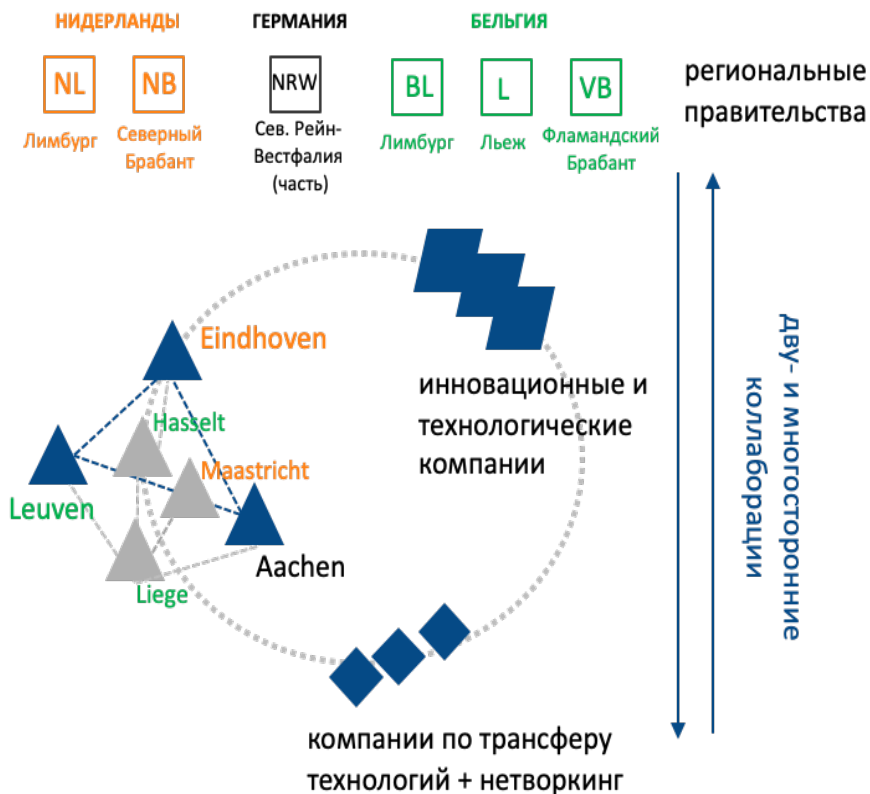 НИДЕРЛАНДЫ
ГЕРМАНИЯ
БЕЛЬГИЯ
NL
NB
NRW
BL
L
VB
региональные
правительства
Лимбург
Северный
Брабант
Сев. Рейн-
Вестфалия
(часть)
Лимбург
Льеж
Фламандский
Брабант
Eindhoven
Hasselt
Maastricht
Leuven
Aachen
Liege
инновационные и
технологические
компании
дву- и многосторонние
коллаборации
компании по трансферу
технологий + нетворкинг